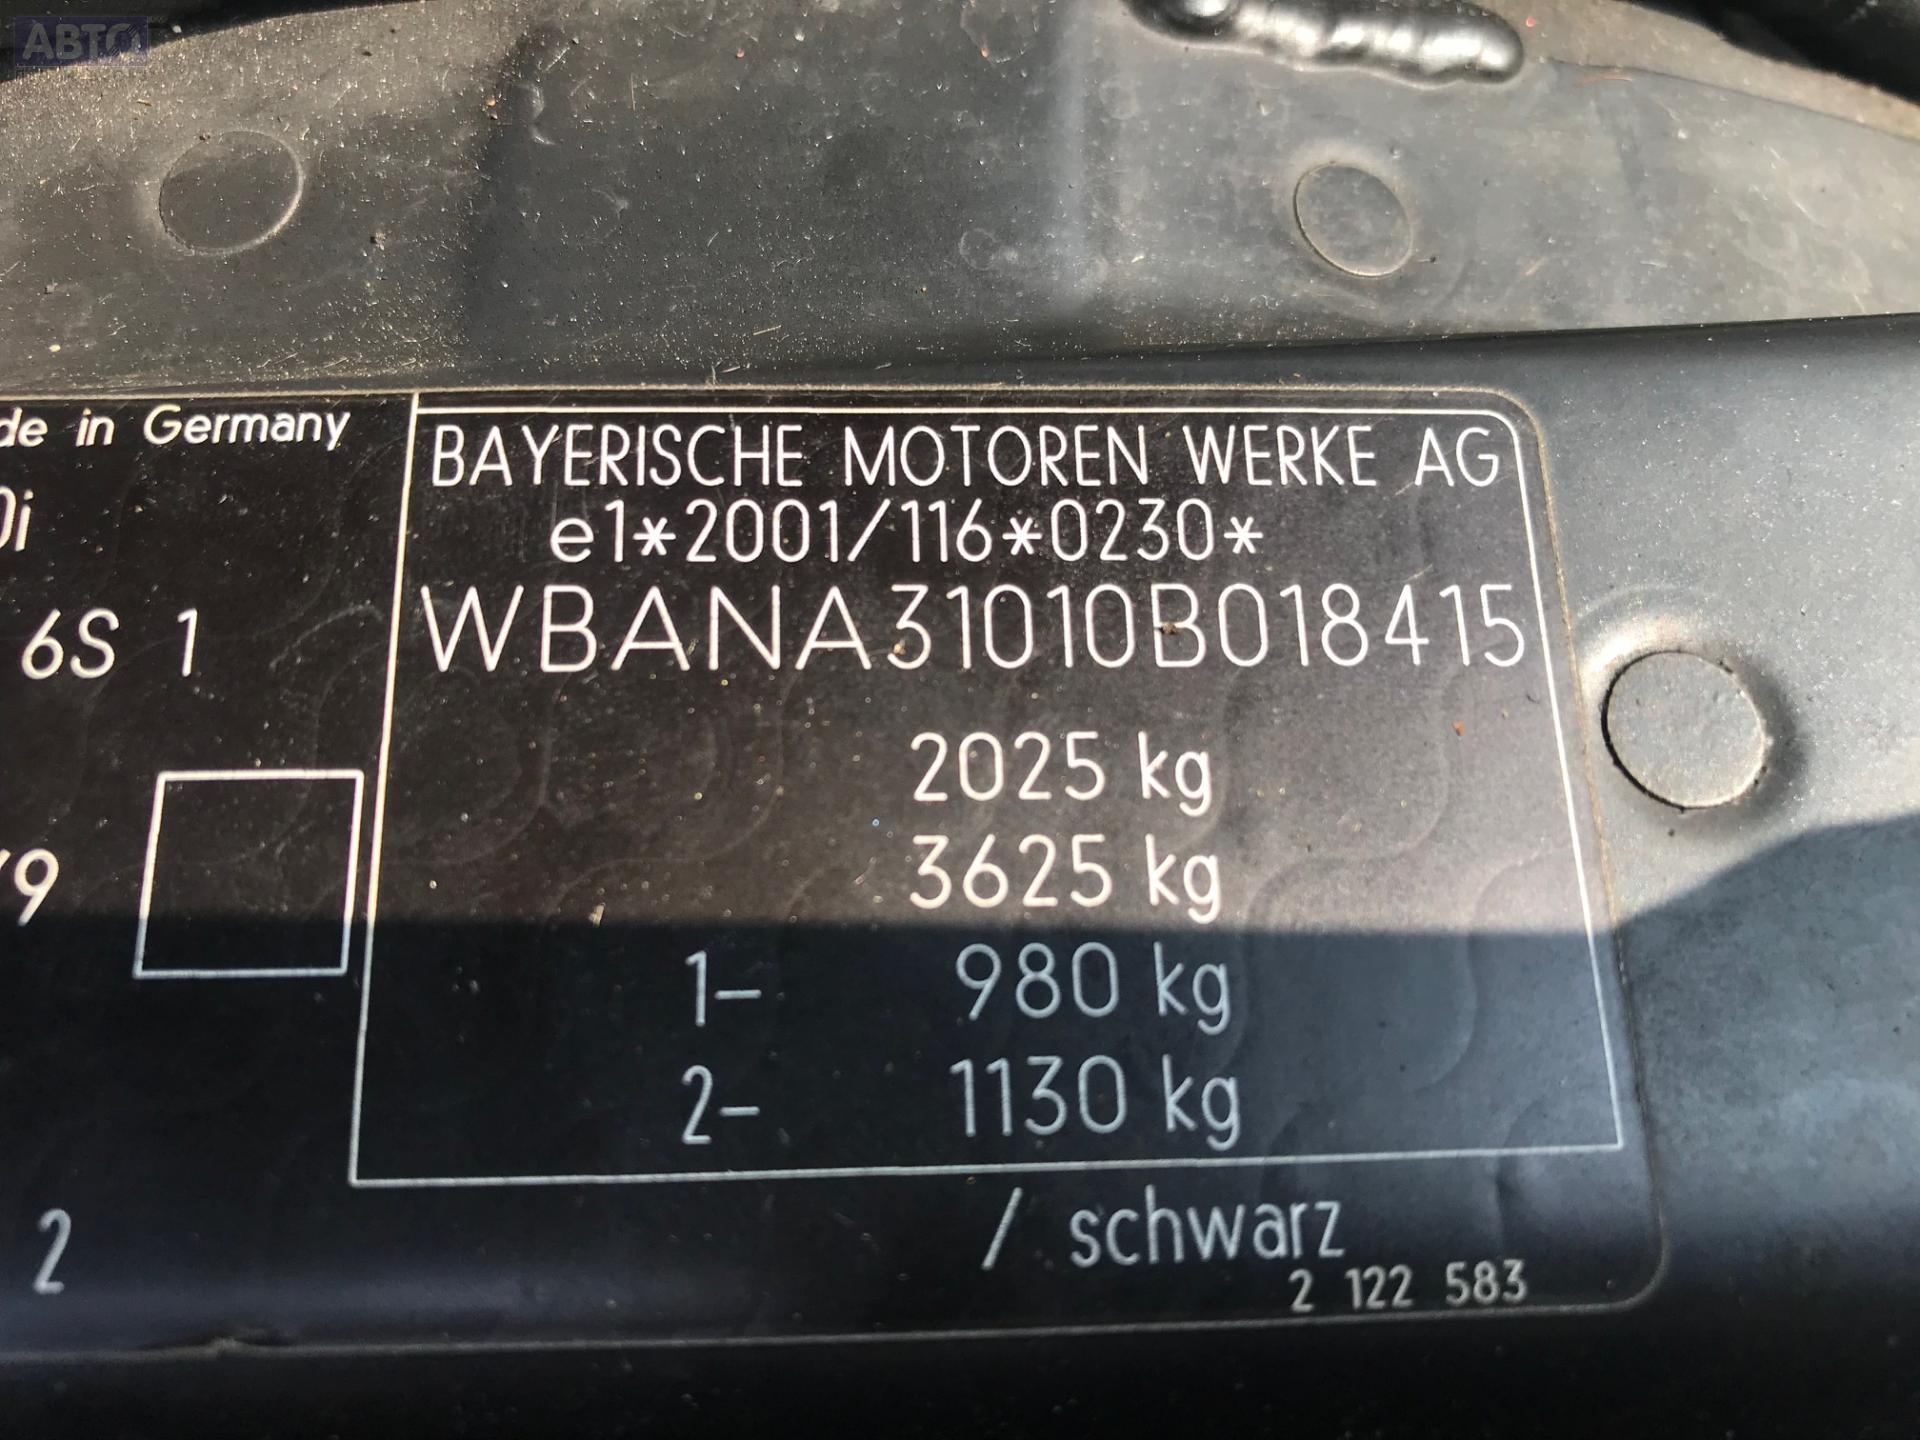 АВТО
de in Germany
0i
6S 1
/9
2
BAYERISCHE MOTOREN WERKE AG
e1*2001/116*0230*
WBANA31010B018415
2025 kg
3625 kg
1- 980 kg
2- 1130 kg
/ schwarz
2 122 583